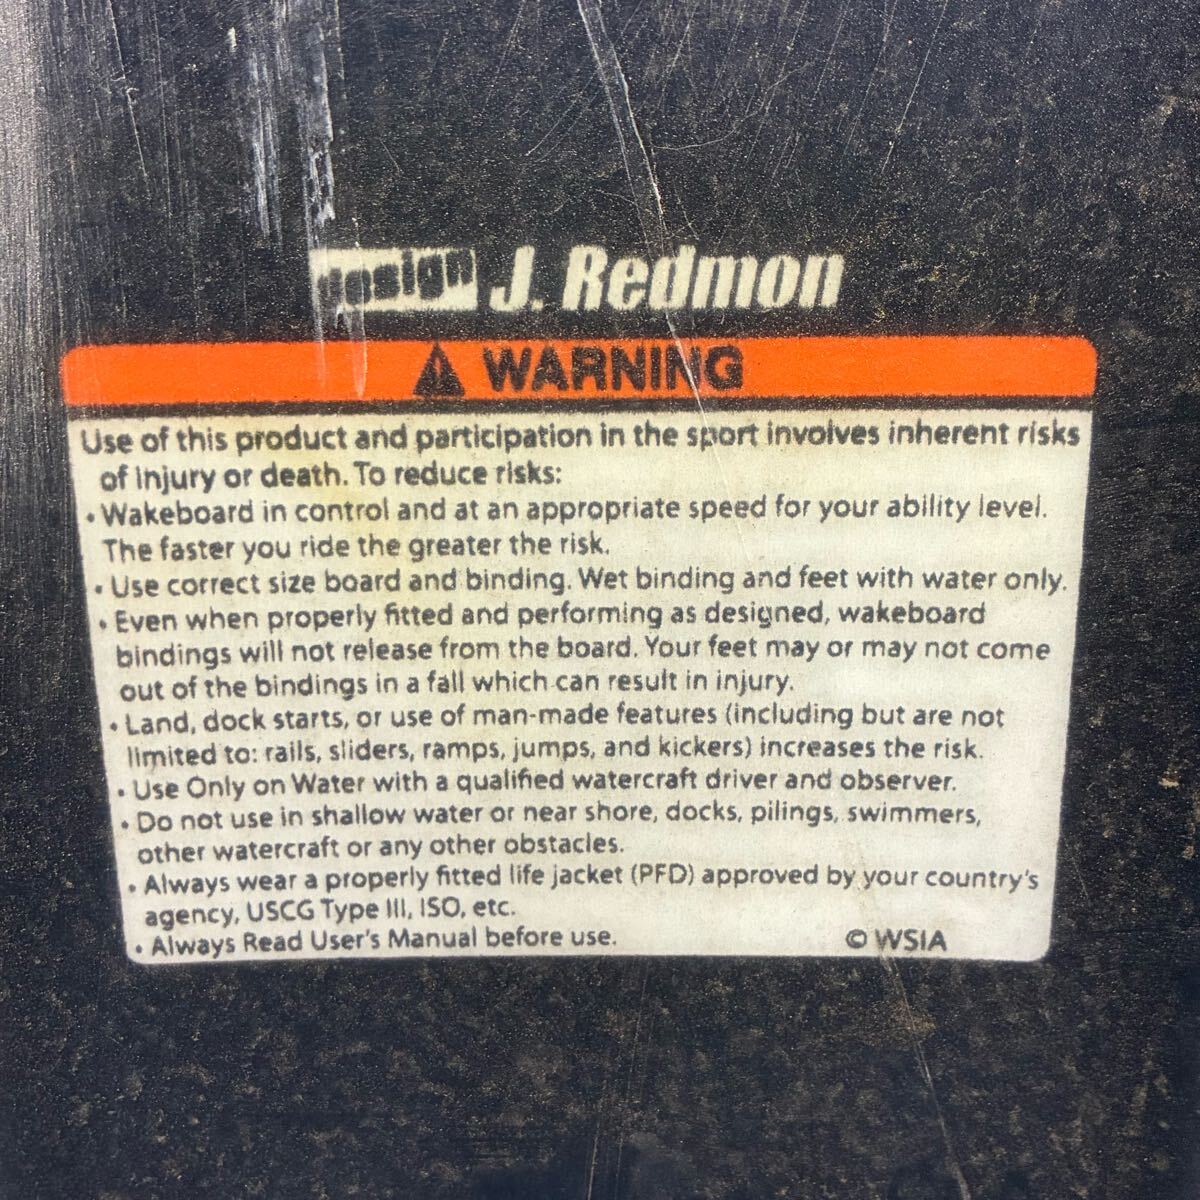 design J. Redmon
WARNING
Use of this product and participation in the sport involves inherent risks
of injury or death. To reduce risks:
• Wakeboard in control and at an appropriate speed for your ability level.
The faster you ride the greater the risk.
• Use correct size board and binding. Wet binding and feet with water only.
• Even when properly fitted and performing as designed, wakeboard
bindings will not release from the board. Your feet may or may not come
out of the bindings in a fall which can result in injury.
• Land, dock starts, or use of man-made features (including but are not
limited to: rails, sliders, ramps, jumps, and kickers) increases the risk.
• Use Only on Water with a qualified watercraft driver and observer.
• Do not use in shallow water or near shore, docks, pilings, swimmers,
other watercraft or any other obstacles.
• Always wear a properly fitted life jacket (PFD) approved by your country's
agency, USCG Type III, ISO, etc.
• Always Read User's Manual before use. © WSIA